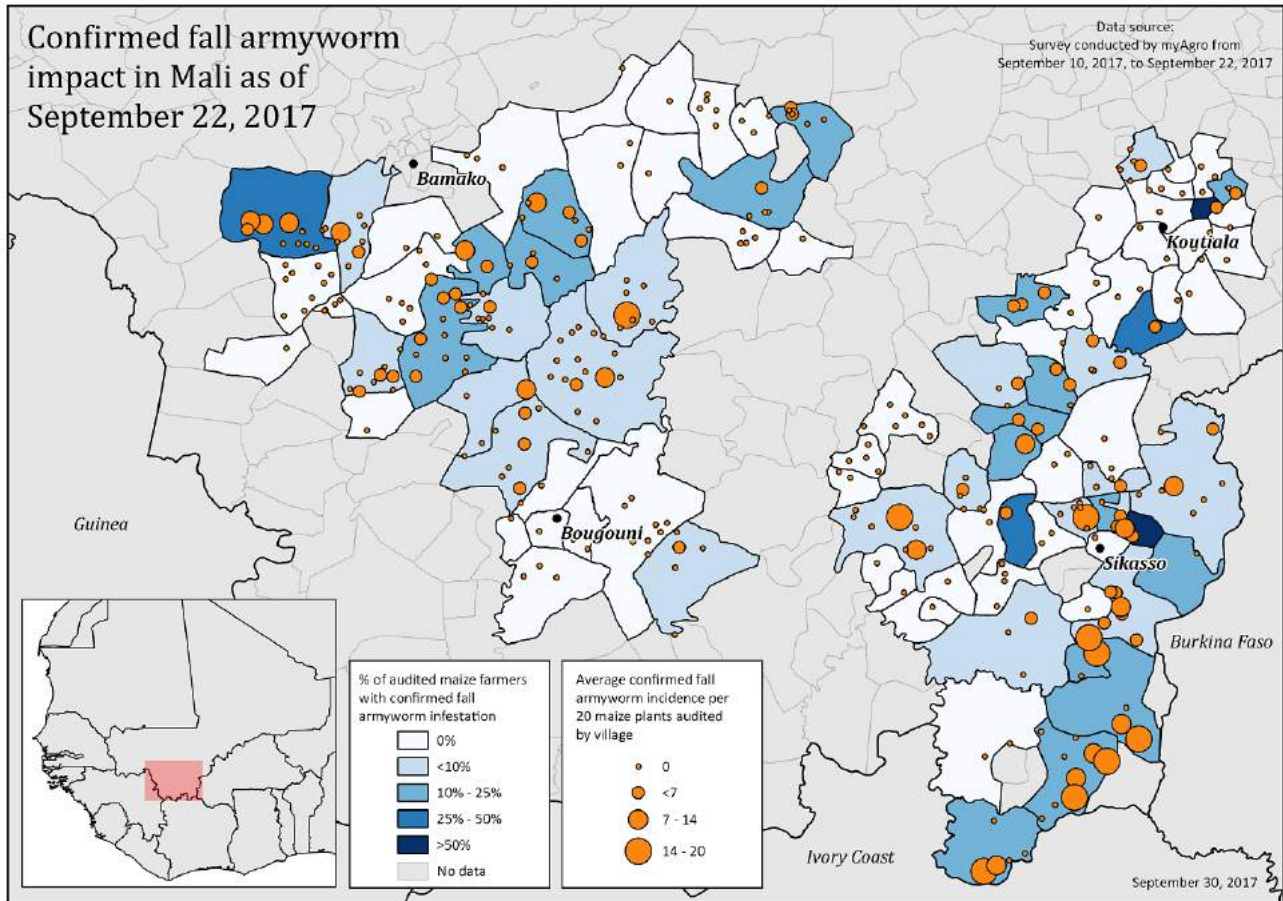 Confirmed fall armyworm
impact in Mali as of
September 22, 2017
Data source:
Survey conducted by myAgro from
September 10, 2017, to September 22, 2017
Bamako
Koutiala
Guinea
Bougouni
Sikasso
Burkina Faso
% of audited maize farmers
with confirmed fall
armyworm infestation
0%
<10%
10% - 25%
25% - 50%
>50%
No data
Average confirmed fall
armyworm incidence per
20 maize plants audited
by village
0
<7
7 - 14
14 - 20
Ivory Coast
September 30, 2017